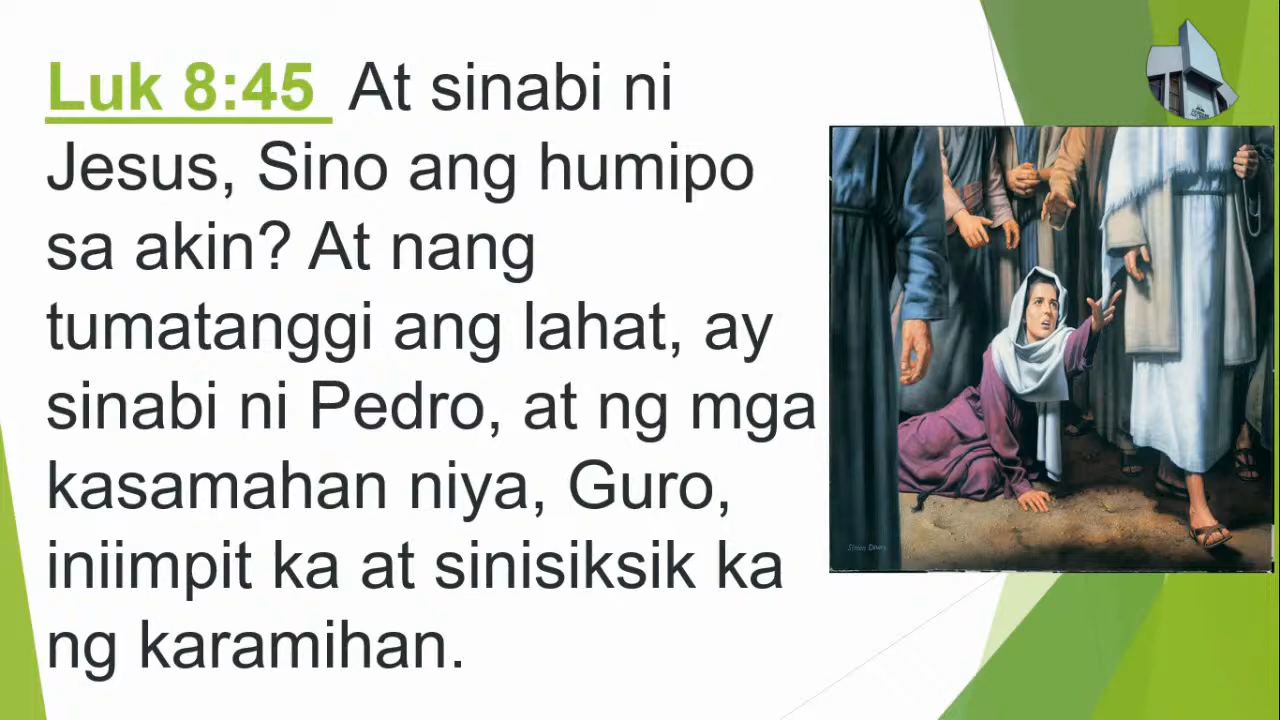 Luk 8:45 At sinabi ni
Jesus, Sino ang humipo
sa akin? At nang
tumatanggi ang lahat, ay
sinabi ni Pedro, at ng mga
kasamahan niya, Guro,
iniimpit ka at sinisiksik ka
ng karamihan.